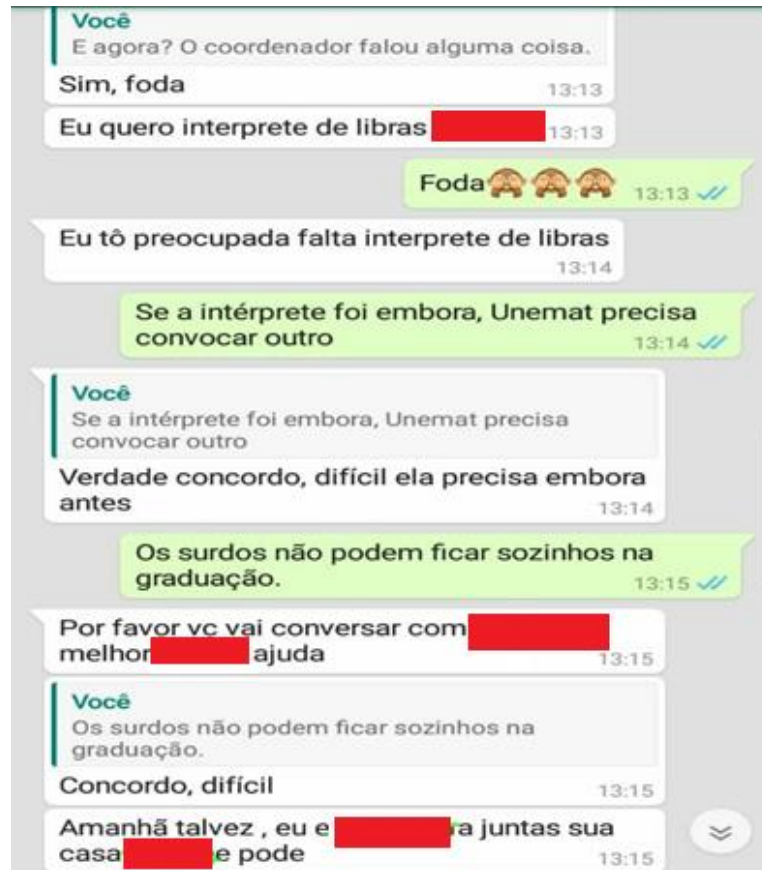 Você
E agora? O coordenador falou alguma coisa.
Sim, foda
13:13
Eu quero interprete de libras
13:13
Foda🙈🙈🙈 13:13
Eu tô preocupada falta interprete de libras
13:14
Se a intérprete foi embora, Unemat precisa
convocar outro 13:14
Você
Se a intérprete foi embora, Unemat precisa
convocar outro
Verdade concordo, difícil ela precisa embora
antes 13:14
Os surdos não podem ficar sozinhos na
graduação. 13:15
Por favor vc vai conversar com
melhor ajuda 13:15
Você
Os surdos não podem ficar sozinhos na
graduação.
Concordo, difícil 13:15
Amanhã talvez , eu e juntas sua
casa e pode 13:15